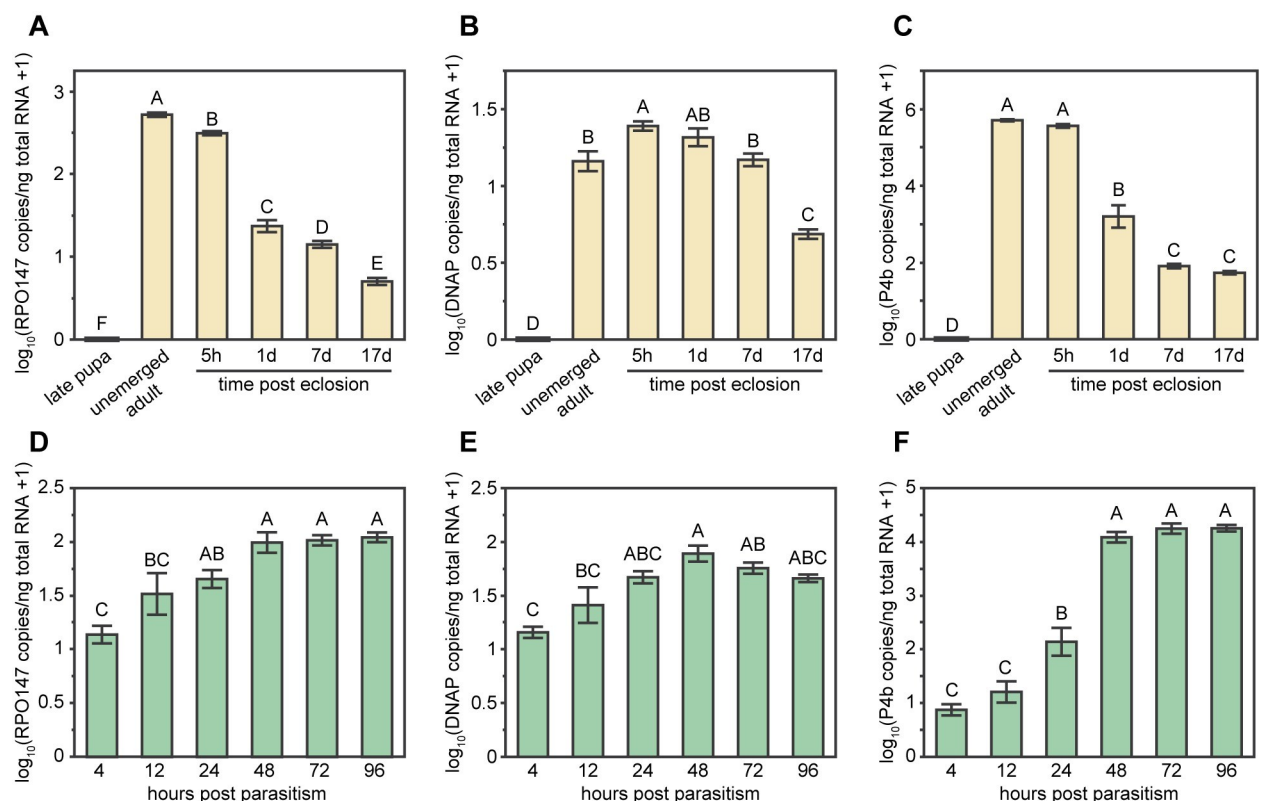 A
log10(RPO147 copies/ng total RNA +1)
3
2
1
0
F
A
B
C
D
E
late pupa
unemerged
adult
5h 1d 7d 17d
time post eclosion
B
log10(DNAP copies/ng total RNA +1)
1.5
1
0.5
0
D
B
A
AB
B
C
late pupa
unemerged
adult
5h 1d 7d 17d
time post eclosion
C
log10(P4b copies/ng total RNA +1)
6
4
2
0
D
A
A
B
C
C
late pupa
unemerged
adult
5h 1d 7d 17d
time post eclosion
D
log10(RPO147 copies/ng total RNA +1)
2.5
2
1.5
1
0.5
0
C
BC
AB
A
A
A
4 12 24 48 72 96
hours post parasitism
E
log10(DNAP copies/ng total RNA +1)
2.5
2
1.5
1
0.5
0
C
BC
ABC
A
AB
ABC
4 12 24 48 72 96
hours post parasitism
F
log10(P4b copies/ng total RNA +1)
5
4
3
2
1
0
C
C
B
A
A
A
4 12 24 48 72 96
hours post parasitism